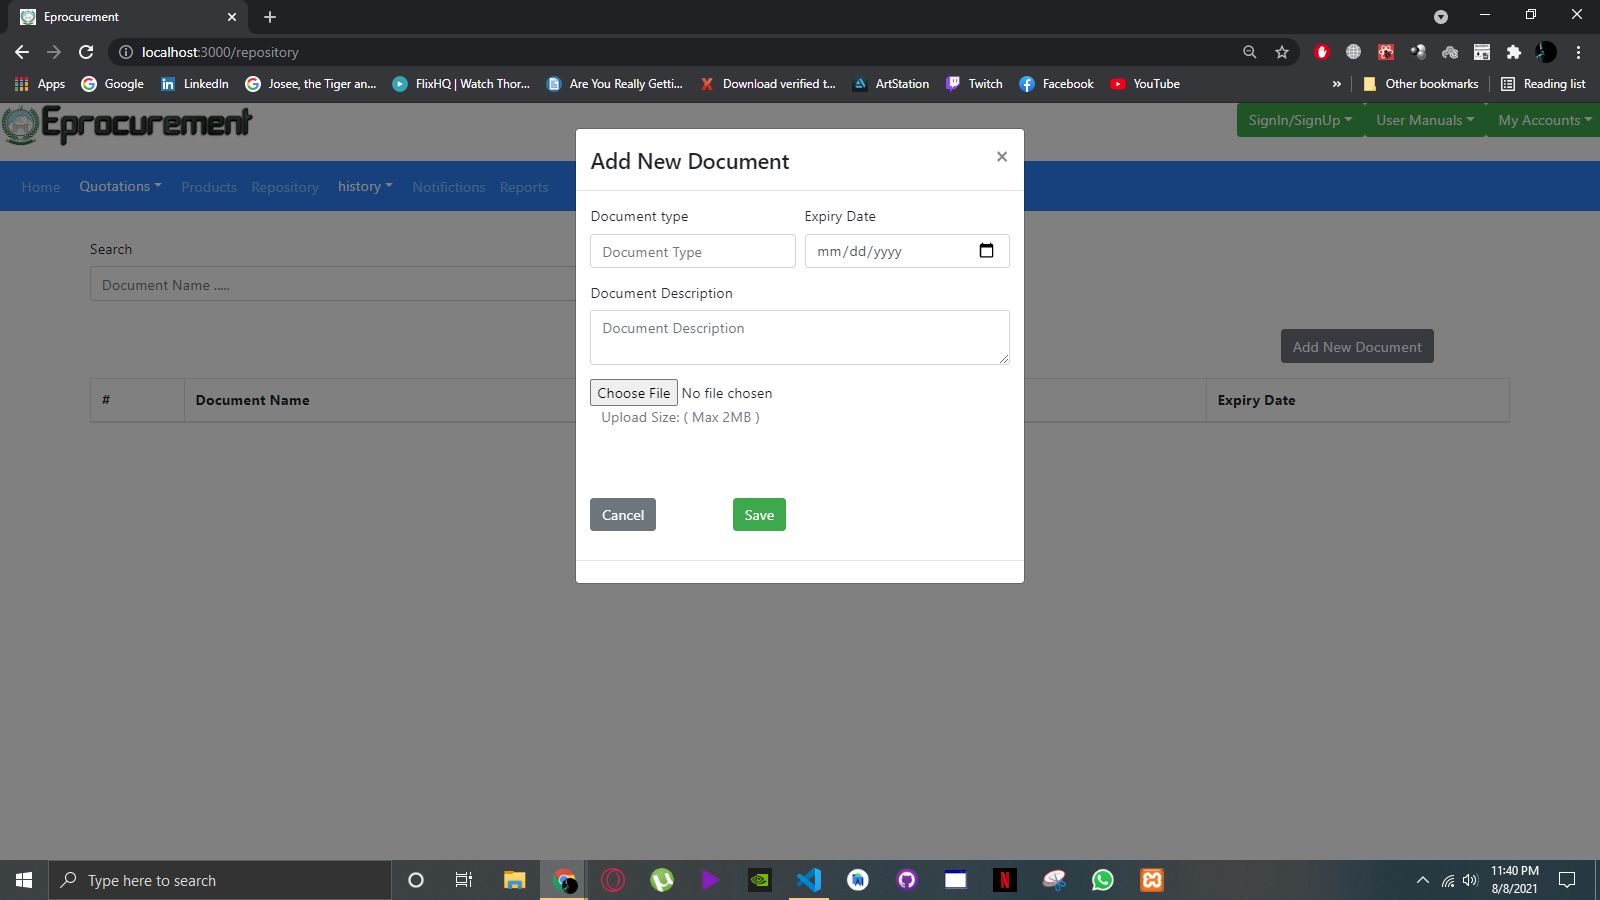 Eprocurement
localhost:3000/repository
Apps Google LinkedIn Josee, the Tiger an... FlixHQ | Watch Thor... Are You Really Getti... Download verified t... ArtStation Twitch Facebook YouTube » Other bookmarks Reading list
Eprocurement
SignIn/SignUp User Manuals My Accounts
Home Quotations Products Repository history Notifictions Reports
Search
Document Name .....
Add New Document
# Document Name Expiry Date
Add New Document ×
Document type Expiry Date
Document Type mm/dd/yyyy
Document Description
Document Description
Choose File No file chosen
Upload Size: ( Max 2MB )
Cancel Save
Type here to search
11:40 PM
8/8/2021